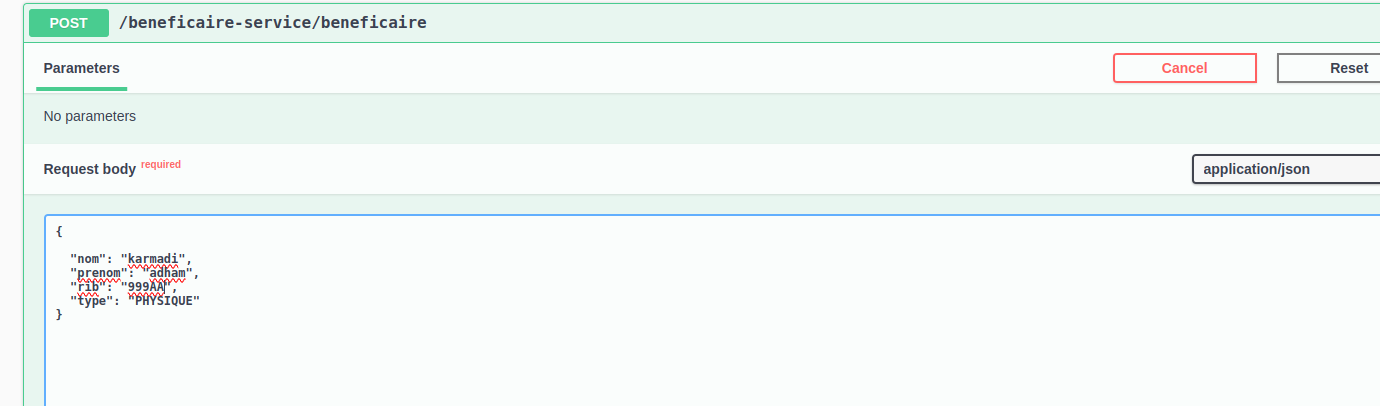 POST /beneficaire-service/beneficaire
Parameters Cancel Reset
No parameters
Request body required application/json
{
"nom": "karmadi",
"prenom": "adham",
"rib": "999AA",
"type": "PHYSIQUE"
}